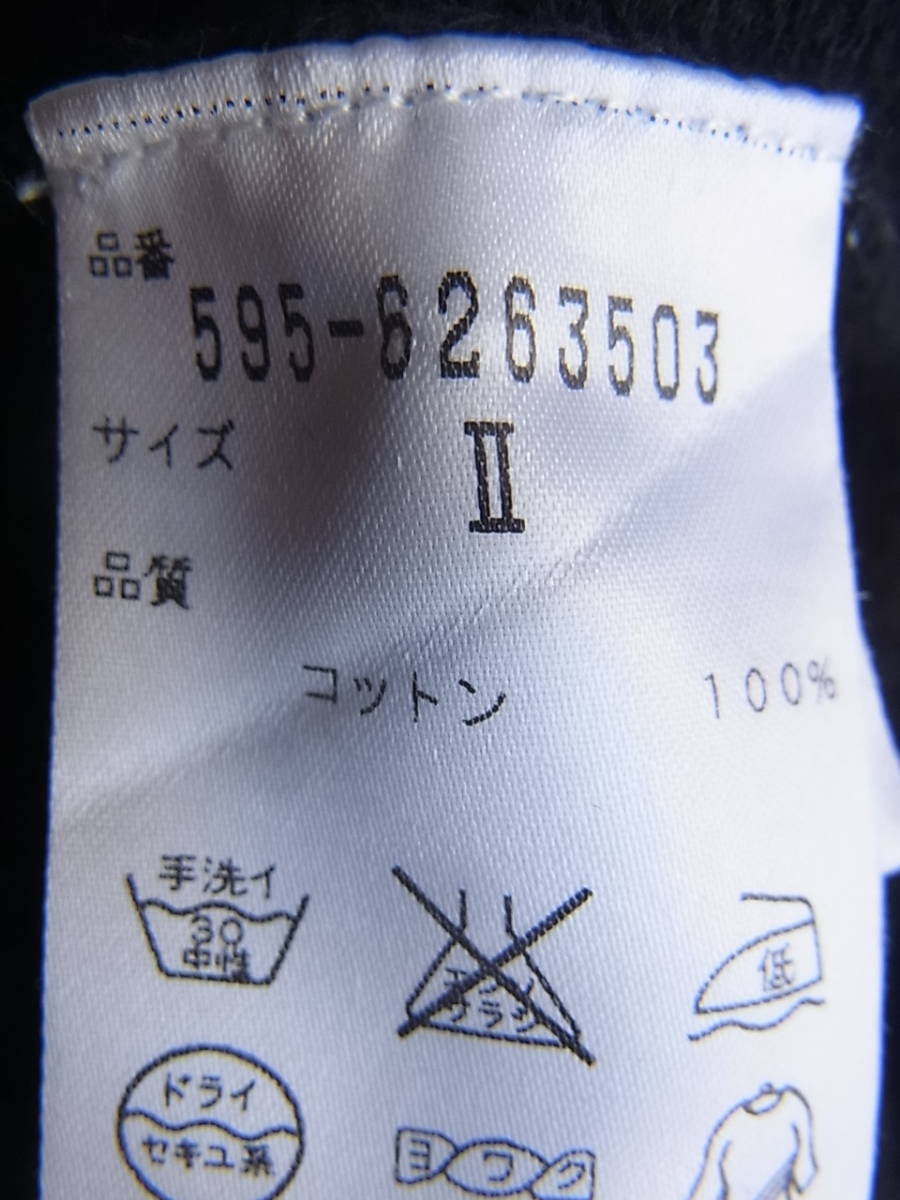 品番
595-6263503
サイズ
II
品質
コットン 100%
手洗イ
30
中性
エンソ
サラシ
低
ドライ
セキユ系
ヨワク